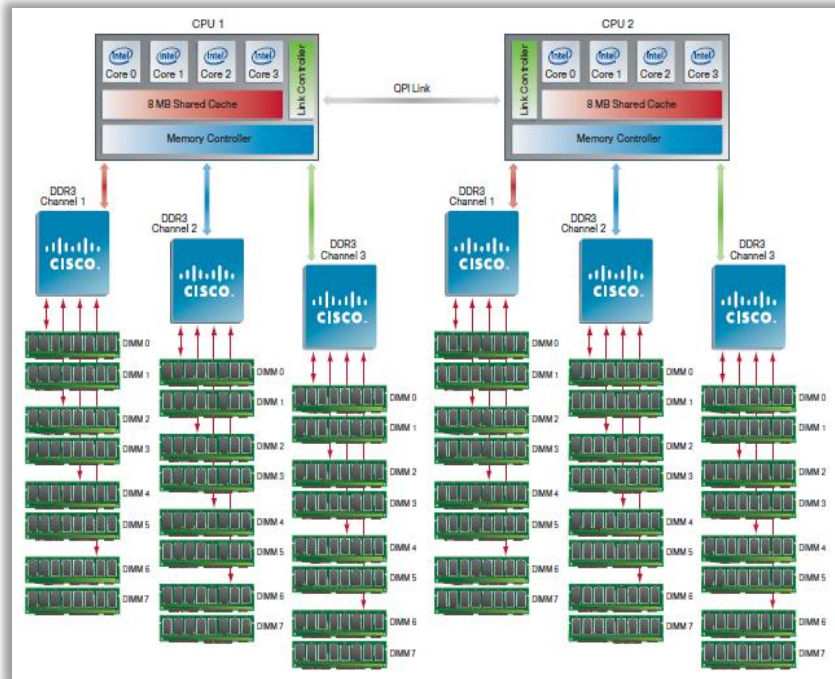 CPU 1
CPU 2
intel
Core 0
intel
Core 1
intel
Core 2
intel
Core 3
Link Controller
8 MB Shared Cache
Memory Controller
QPI Link
Link Controller
intel
Core 0
intel
Core 1
intel
Core 2
intel
Core 3
8 MB Shared Cache
Memory Controller
DDR3
Channel 1
CISCO.
DIMM 0
DIMM 1
DIMM 2
DIMM 3
DIMM 4
DIMM 5
DIMM 6
DIMM 7
DDR3
Channel 2
CISCO.
DIMM 0
DIMM 1
DIMM 2
DIMM 3
DIMM 4
DIMM 5
DIMM 6
DIMM 7
DDR3
Channel 3
CISCO.
DIMM 0
DIMM 1
DIMM 2
DIMM 3
DIMM 4
DIMM 5
DIMM 6
DIMM 7
DDR3
Channel 1
CISCO.
DIMM 0
DIMM 1
DIMM 2
DIMM 3
DIMM 4
DIMM 5
DIMM 6
DIMM 7
DDR3
Channel 2
CISCO.
DIMM 0
DIMM 1
DIMM 2
DIMM 3
DIMM 4
DIMM 5
DIMM 6
DIMM 7
DDR3
Channel 3
CISCO.
DIMM 0
DIMM 1
DIMM 2
DIMM 3
DIMM 4
DIMM 5
DIMM 6
DIMM 7